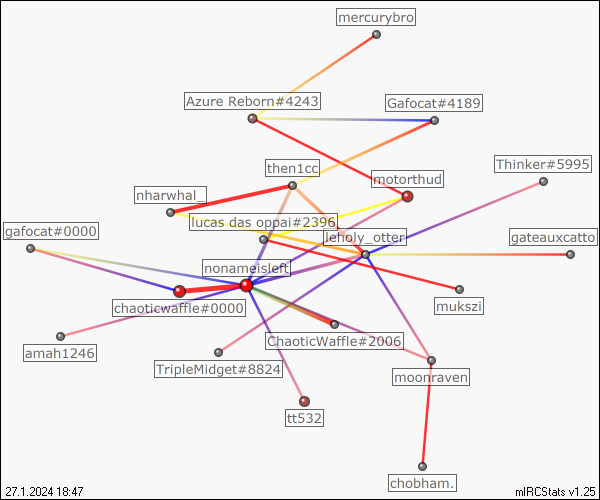 mercurybro
Azure Reborn#4243
Gafocat#4189
Thinker#5995
then1cc
motorthud
nharwhal_
lucas das oppai#2396
gafocat#0000
leholy_otter
gateauxcatto
nonameisleft
chaoticwaffle#0000
mukszi
amah1246
ChaoticWaffle#2006
TripleMidget#8824
moonraven
tt532
chobham.
27.1.2024 18:47
mIRCStats v1.25